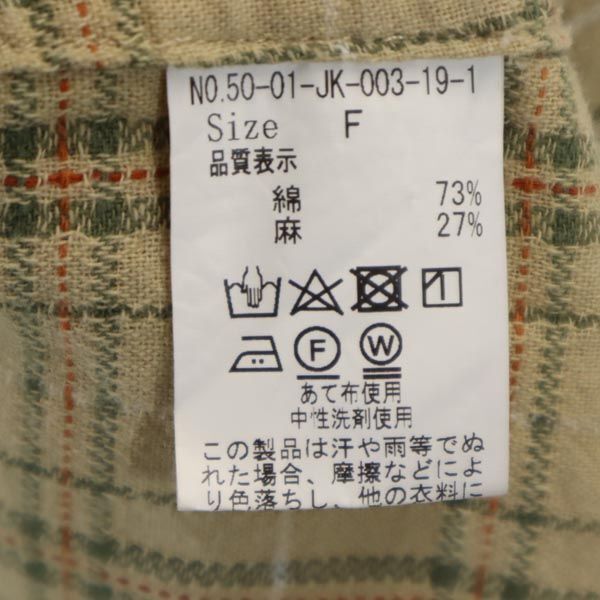 NO.50-01-JK-003-19-1
Size F
品質表示
綿 73%
麻 27%
F W
あて布使用
中性洗剤使用
この製品は汗や雨等でぬ
れた場合、摩擦などによ
り色落ちし、他の衣料に